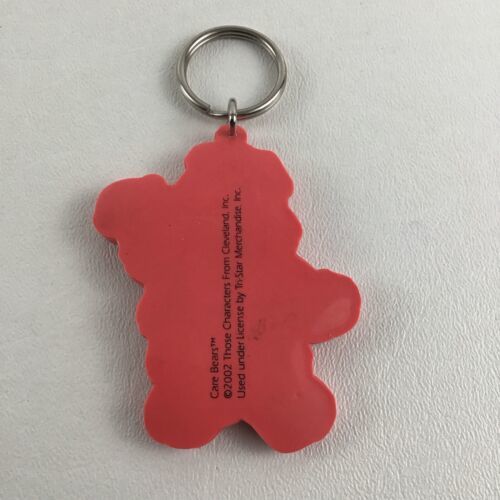 Care Bears™
©2002 Those Characters From Cleveland, Inc.
Used under License by Tri-Star Merchandise, Inc.